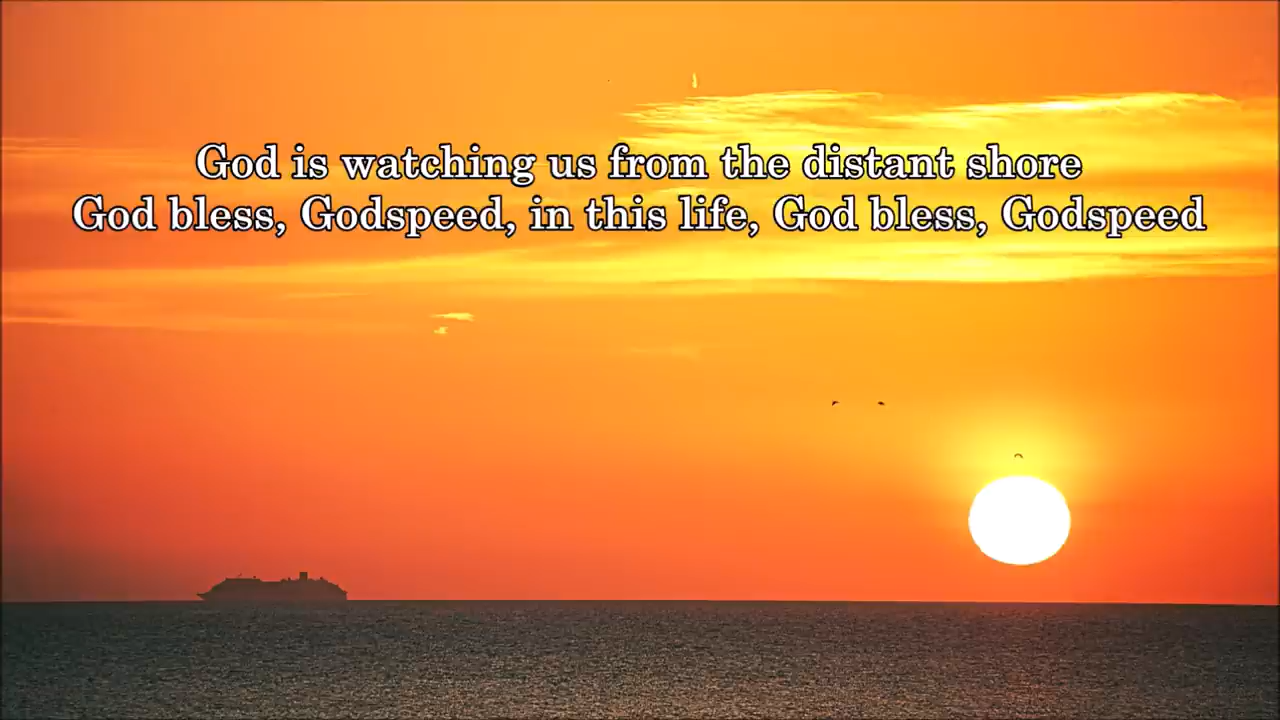 God is watching us from the distant shore
God bless, Godspeed, in this life, God bless, Godspeed